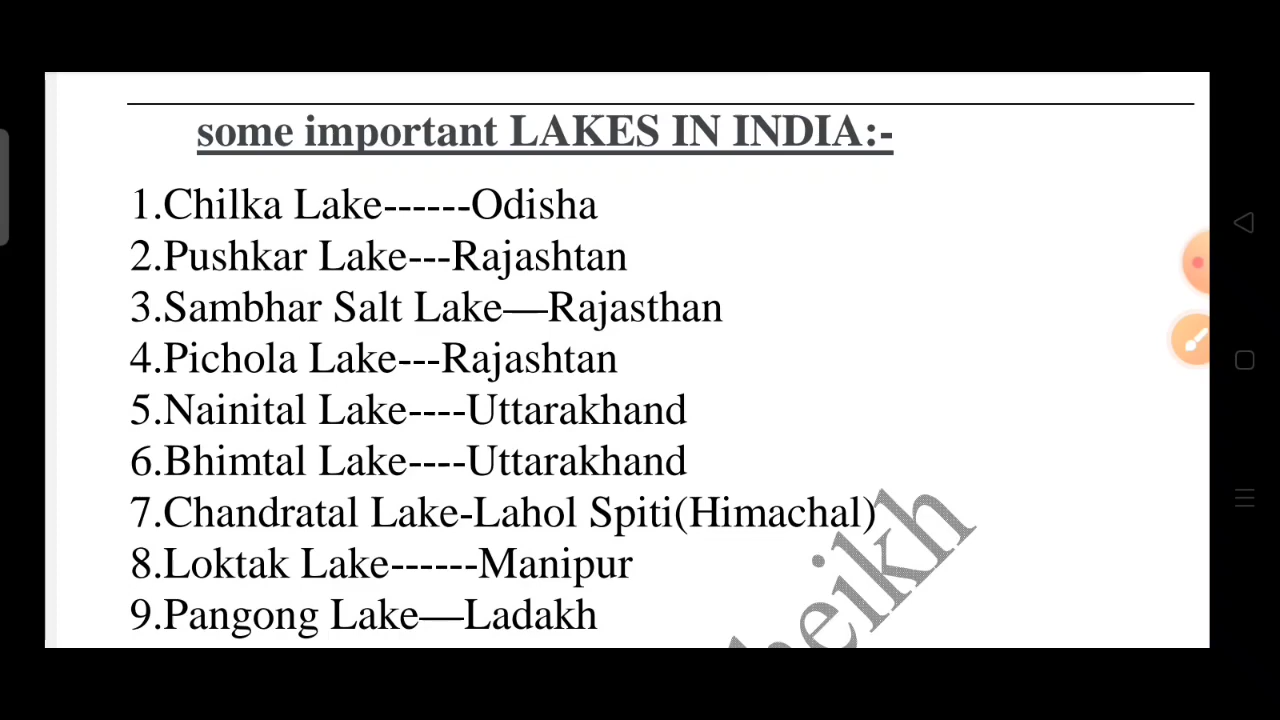 some important LAKES IN INDIA:-
1.Chilka Lake------Odisha
2.Pushkar Lake---Rajashtan
3.Sambhar Salt Lake—Rajasthan
4.Pichola Lake---Rajashtan
5.Nainital Lake----Uttarakhand
6.Bhimtal Lake----Uttarakhand
7.Chandratal Lake-Lahol Spiti(Himachal)
8.Loktak Lake------Manipur
9.Pangong Lake—Ladakh